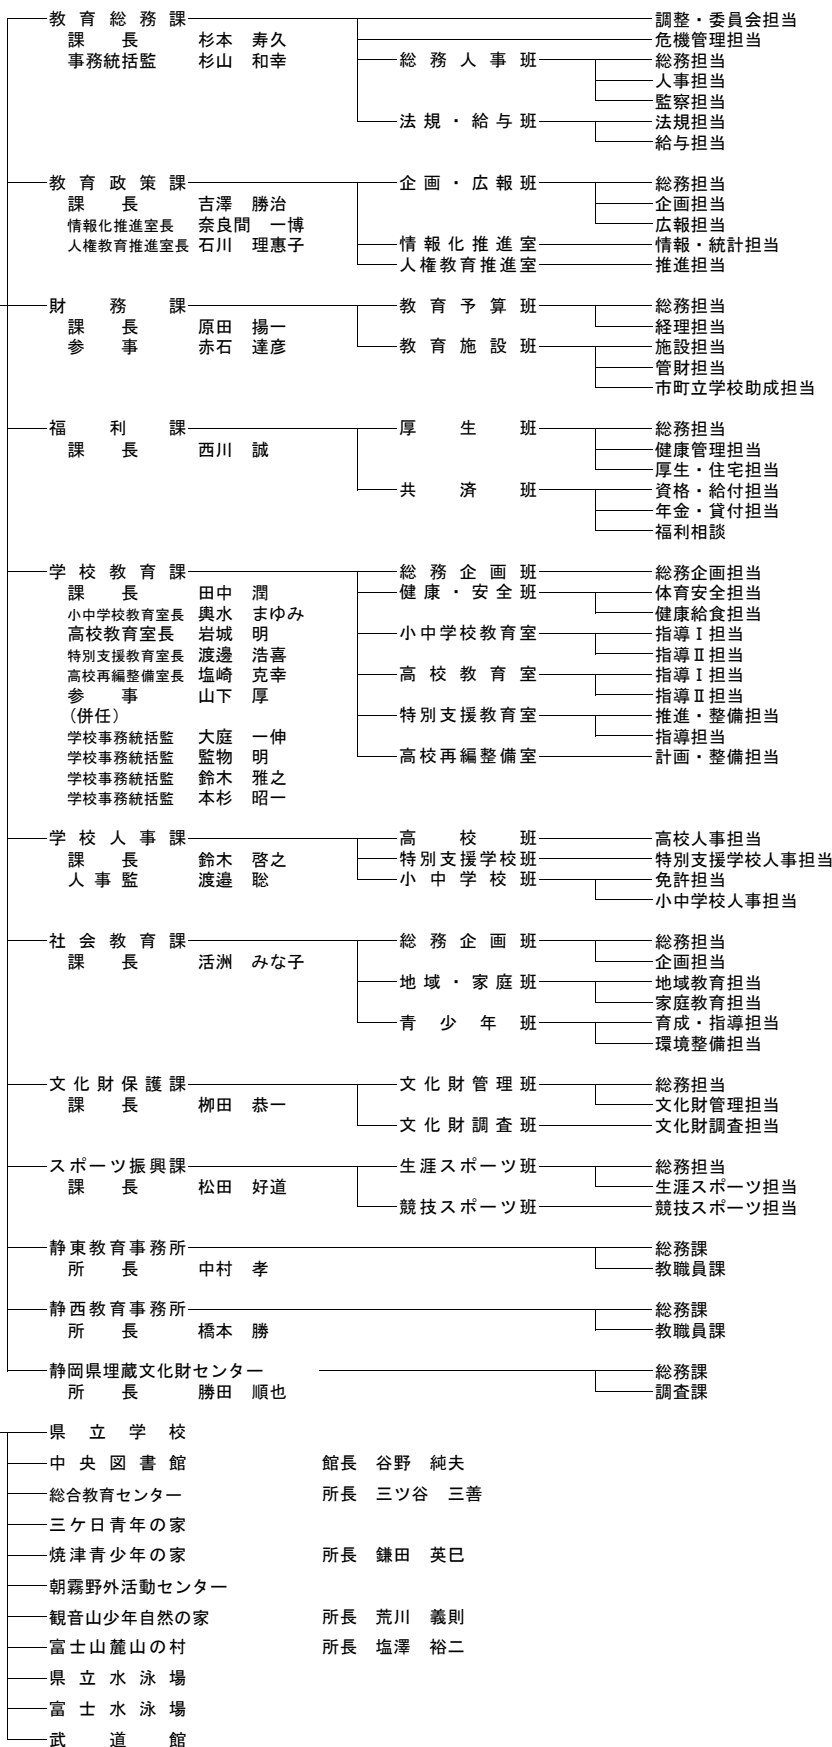 教育総務課 調整・委員会担当
課長 杉本 寿久 危機管理担当
事務統括監 杉山 和幸 総務人事班 総務担当
人事担当
監察担当
法規・給与班 法規担当
給与担当
教育政策課 企画・広報班 総務担当
課長 吉澤 勝治 企画担当
情報化推進室長 奈良間 一博 広報担当
人権教育推進室長 石川 理惠子 情報化推進室 情報・統計担当
人権教育推進室 推進担当
財務課 教育予算班 総務担当
課長 原田 揚一 経理担当
参事 赤石 達彦 教育施設班 施設担当
管財担当
市町立学校助成担当
福利課 厚生班 総務担当
課長 西川 誠 健康管理担当
厚生・住宅担当
共済班 資格・給付担当
年金・貸付担当
福利相談
学校教育課 総務企画班 総務企画担当
課長 田中 潤 健康・安全班 体育安全担当
小中学校教育室長 輿水 まゆみ 健康給食担当
高校教育室長 岩城 明 小中学校教育室 指導Ⅰ担当
特別支援教育室長 渡邊 浩喜 指導Ⅱ担当
高校再編整備室長 塩崎 克幸 高校教育室 指導Ⅰ担当
参事 山下 厚 指導Ⅱ担当
(併任) 特別支援教育室 推進・整備担当
学校事務統括監 大庭 一伸 指導担当
学校事務統括監 監物 明 高校再編整備室 計画・整備担当
学校事務統括監 鈴木 雅之
学校事務統括監 本杉 昭一
学校人事課 高校班 高校人事担当
課長 鈴木 啓之 特別支援学校班 特別支援学校人事担当
人事監 渡邉 聡 小中学校班 免許担当
小中学校人事担当
社会教育課 総務企画班 総務担当
課長 活洲 みな子 企画担当
地域・家庭班 地域教育担当
家庭教育担当
青少年班 育成・指導担当
環境整備担当
文化財保護課 文化財管理班 総務担当
課長 栁田 恭一 文化財管理担当
文化財調査班 文化財調査担当
スポーツ振興課 生涯スポーツ班 総務担当
課長 松田 好道 生涯スポーツ担当
競技スポーツ班 競技スポーツ担当
静東教育事務所 総務課
所長 中村 孝 教職員課
静西教育事務所 総務課
所長 橋本 勝 教職員課
静岡県埋蔵文化財センター 総務課
所長 勝田 順也 調査課
県立学校
中央図書館 館長 谷野 純夫
総合教育センター 所長 三ツ谷 三善
三ケ日青年の家
焼津青少年の家 所長 鎌田 英巳
朝霧野外活動センター
観音山少年自然の家 所長 荒川 義則
富士山麓山の村 所長 塩澤 裕二
県立水泳場
富士水泳場
武道館